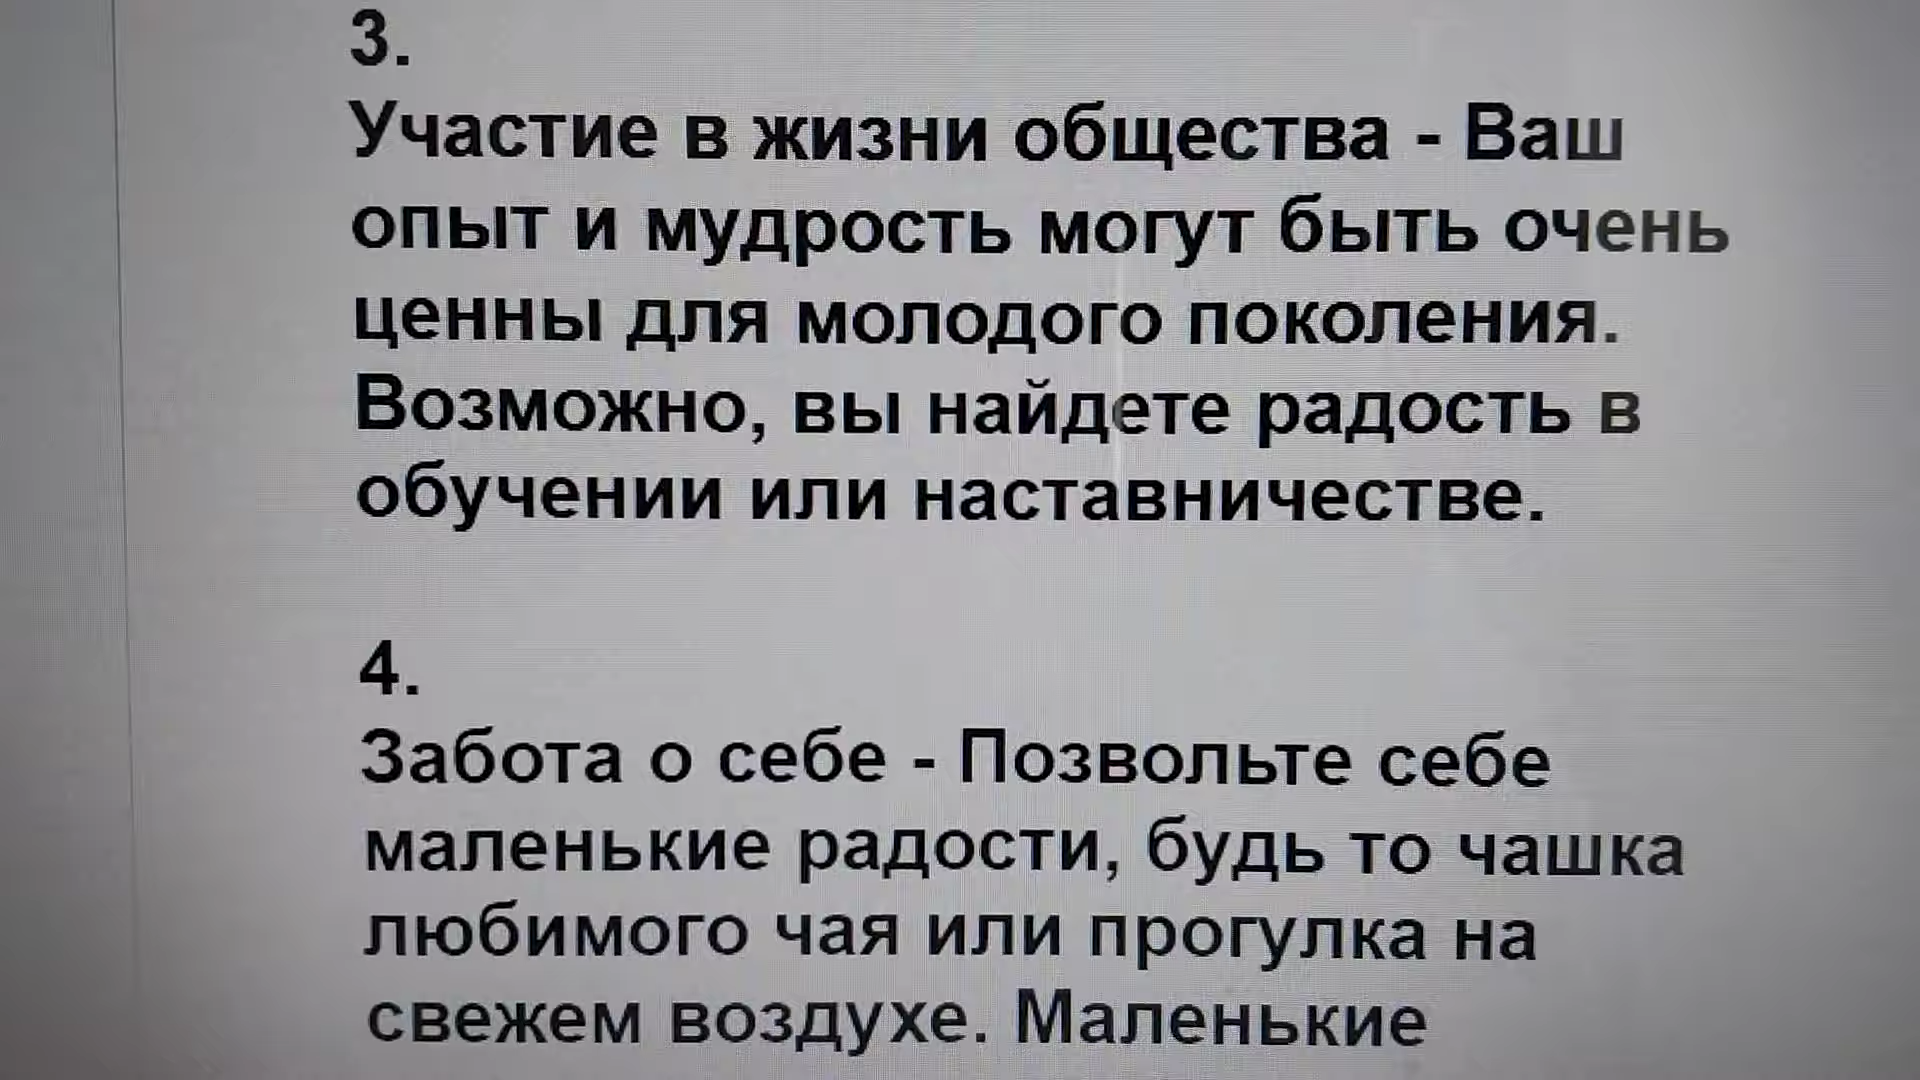 3.
Участие в жизни общества - Ваш
опыт и мудрость могут быть очень
ценны для молодого поколения.
Возможно, вы найдете радость в
обучении или наставничестве.
4.
Забота о себе - Позвольте себе
маленькие радости, будь то чашка
любимого чая или прогулка на
свежем воздухе. Маленькие